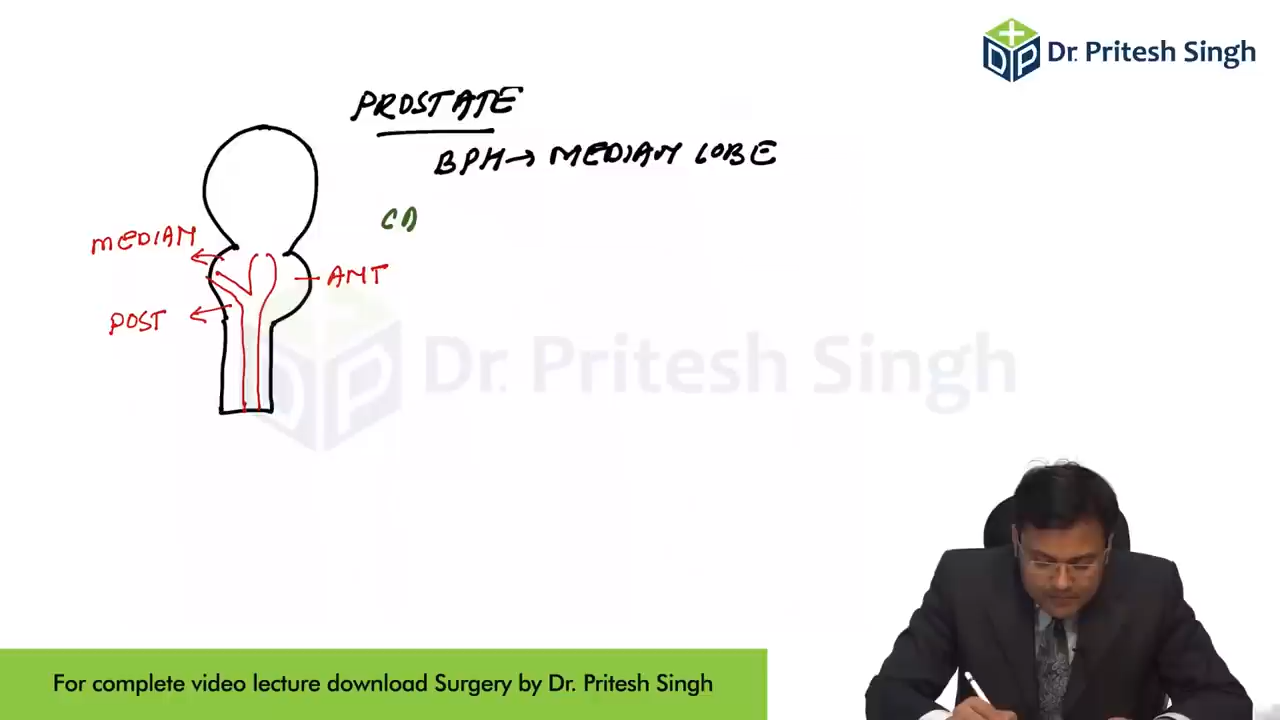 Dr. Pritesh Singh
PROSTATE
BPH → MEDIAN LOBE
CA
MEDIAN
ANT
POST
Dr. Pritesh Singh
For complete video lecture download Surgery by Dr. Pritesh Singh